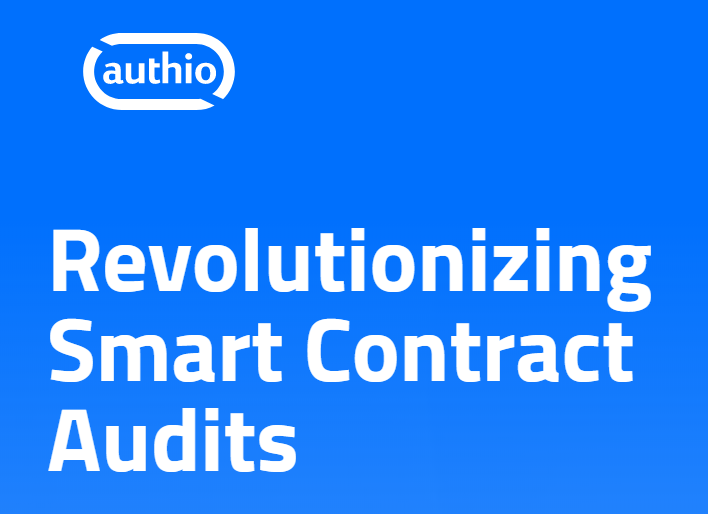 authio
Revolutionizing
Smart Contract
Audits